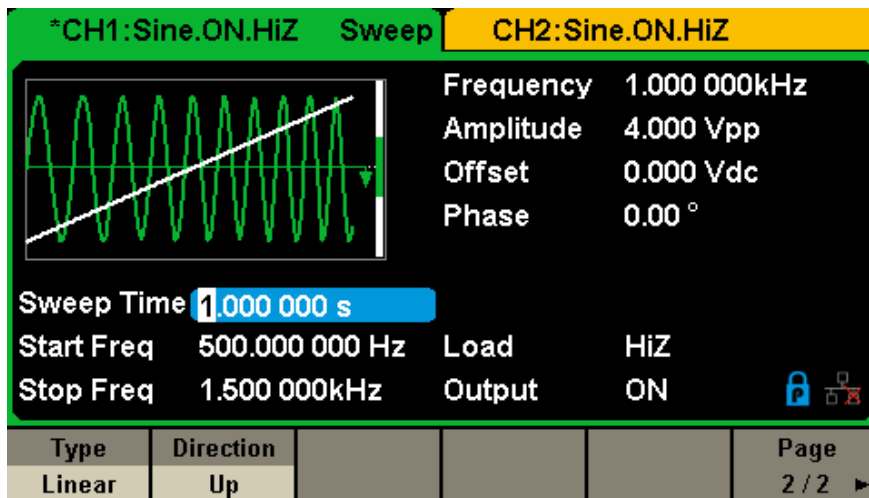 *CH1:Sine.ON.HiZ Sweep CH2:Sine.ON.HiZ
Frequency 1.000 000kHz
Amplitude 4.000 Vpp
Offset 0.000 Vdc
Phase 0.00 °
Sweep Time 1.000 000 s
Start Freq 500.000 000 Hz Load HiZ
Stop Freq 1.500 000kHz Output ON P
Type Direction Page
Linear Up 2 / 2